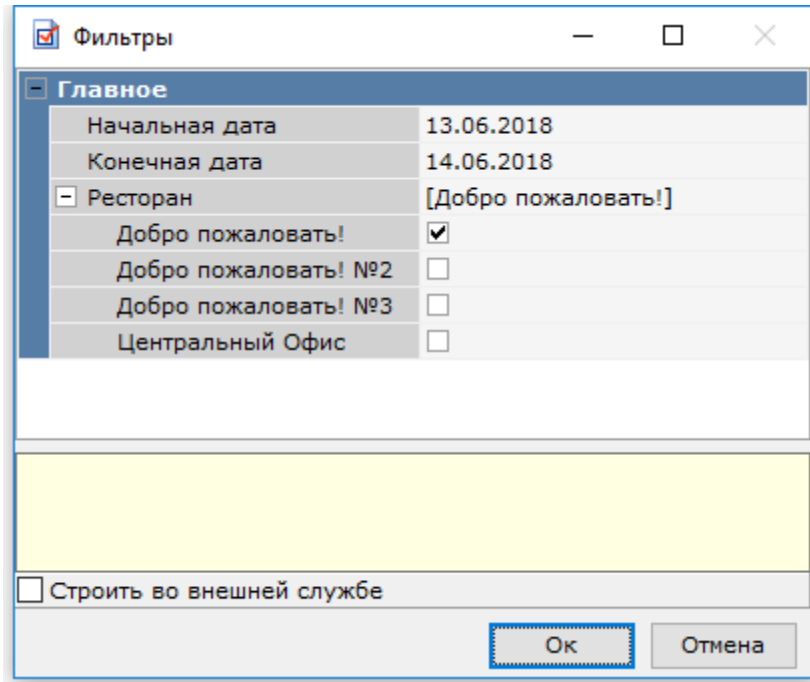 Фильтры
Главное
Начальная дата 13.06.2018
Конечная дата 14.06.2018
Ресторан [Добро пожаловать!]
Добро пожаловать!
Добро пожаловать! №2
Добро пожаловать! №3
Центральный Офис
Строить во внешней службе
Ок Отмена